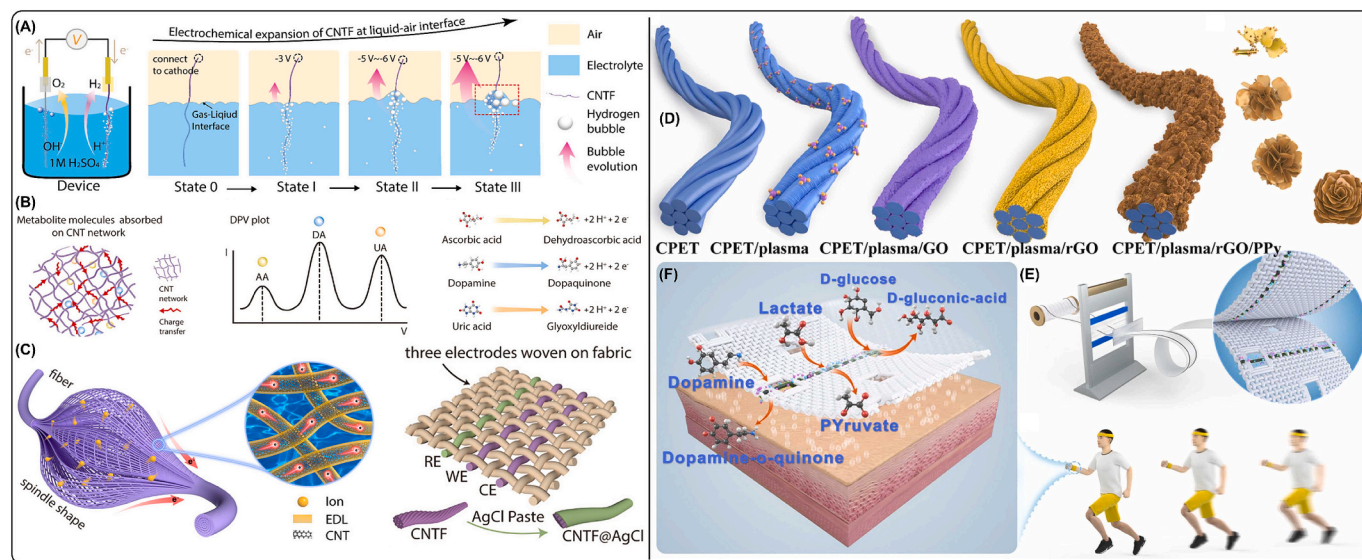 (A)
Electrochemical expansion of CNTF at liquid-air interface
V
e⁻
e⁻
O₂
H₂
OH⁻
H⁺
1M H₂SO₄
Device
connect to cathode
Gas-Liqiud
Interface
-3 V
-5 V~-6 V
-5 V~-6 V
State 0
State I
State II
State III
Air
Electrolyte
CNTF
Hydrogen
bubble
Bubble
evolution
(B)
Metabolite molecules absorbed
on CNT network
CNT
network
Charge
transfer
DPV plot
I
AA
DA
UA
V
Ascorbic acid
+2 H⁺+2 e⁻
Dehydroascorbic acid
Dopamine
+2 H⁺+2 e⁻
Dopaquinone
Uric acid
+2 H⁺+2 e⁻
Glyoxyldiureide
(C)
fiber
spindle shape
e
e
Ion
EDL
CNT
three electrodes woven on fabric
RE
WE
CE
CNTF
AgCl Paste
CNTF@AgCl
(D)
CPET
CPET/plasma
CPET/plasma/GO
CPET/plasma/rGO
CPET/plasma/rGO/PPy
(F)
D-glucose
D-gluconic-acid
Lactate
Dopamine
PYruvate
Dopamine-o-quinone
(E)